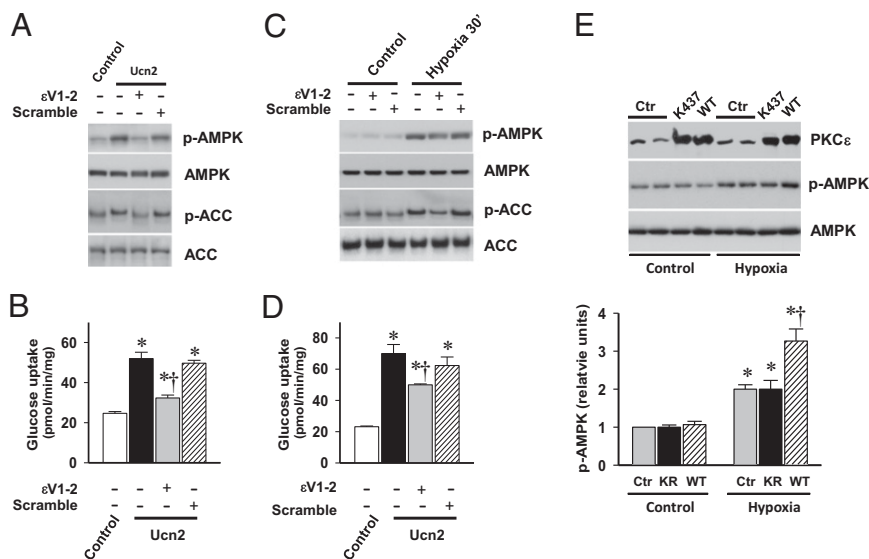 A
Control
Ucn2
εV1-2 – – + –
Scramble – – – +
p-AMPK
AMPK
p-ACC
ACC
B
Glucose uptake
(pmol/min/mg)
60
40
20
0
*
*†
*
εV1-2 – – + –
Scramble – – – +
Control
Ucn2
C
Control
Hypoxia 30'
εV1-2 – + – – + –
Scramble – – + – – +
p-AMPK
AMPK
p-ACC
ACC
D
Glucose uptake
(pmol/min/mg)
80
60
40
20
0
*
*†
*
εV1-2 – – + –
Scramble – – – +
Control
Ucn2
E
Ctr K437 WT Ctr K437 WT
PKCε
p-AMPK
AMPK
Control Hypoxia
p-AMPK (relatvie units)
4
3
2
1
0
*
*
*†
Ctr KR WT Ctr KR WT
Control Hypoxia